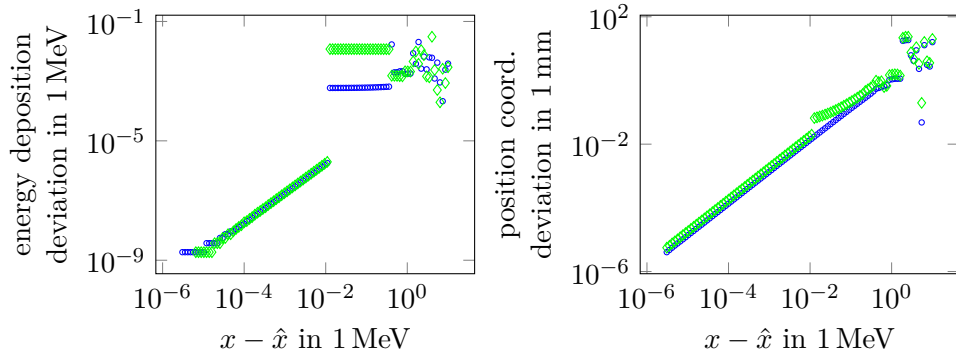 energy deposition
deviation in 1 MeV
10^−1
10^−5
10^−9
10^−6 10^−4 10^−2 10^0
x − x̂ in 1 MeV
position coord.
deviation in 1 mm
10^2
10^−2
10^−6
10^−6 10^−4 10^−2 10^0
x − x̂ in 1 MeV